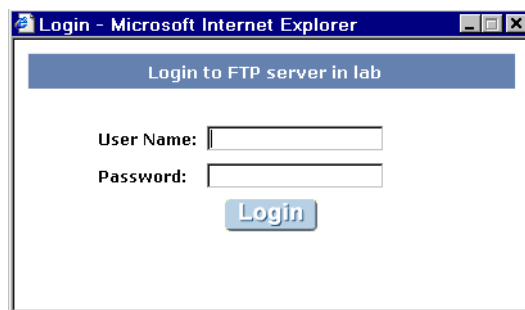 Login - Microsoft Internet Explorer
Login to FTP server in lab
User Name:
Password:
Login